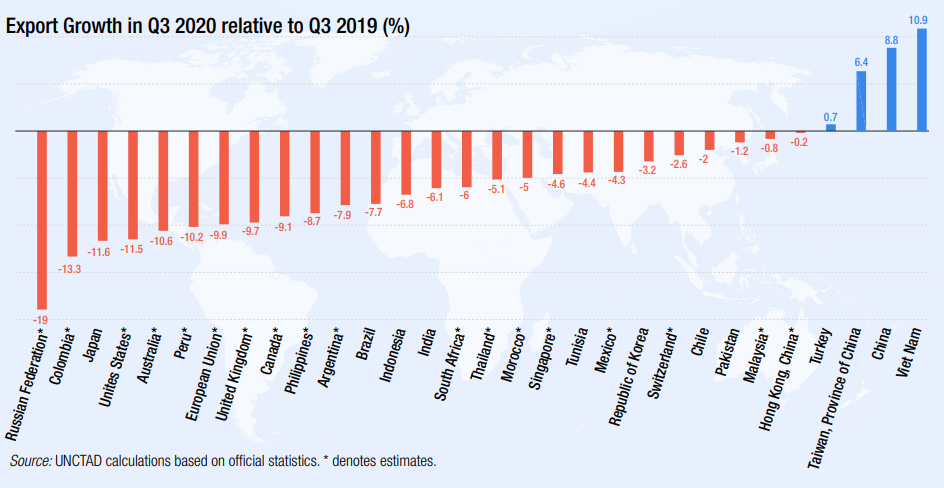 Export Growth in Q3 2020 relative to Q3 2019 (%)
10.9
8.8
6.4
0.7
-0.2
-0.8
-1.2
-2
-2.6
-3.2
-4.3
-4.4
-4.6
-5
-5.1
-6
-6.1
-6.8
-7.7
-7.9
-8.7
-9.1
-9.7
-9.9
-10.2
-10.6
-11.5
-11.6
-13.3
-19
Russian Federation*
Colombia*
Japan
Unites States*
Australia*
Peru*
European Union*
United Kingdom*
Canada*
Philippines*
Argentina*
Brazil
Indonesia
India
South Africa*
Thailand*
Morocco*
Singapore*
Tunisia
Mexico*
Republic of Korea
Switzerland*
Chile
Pakistan
Malaysia*
Hong Kong, China*
Turkey
Taiwan, Province of China
China
Viet Nam
Source: UNCTAD calculations based on official statistics. * denotes estimates.